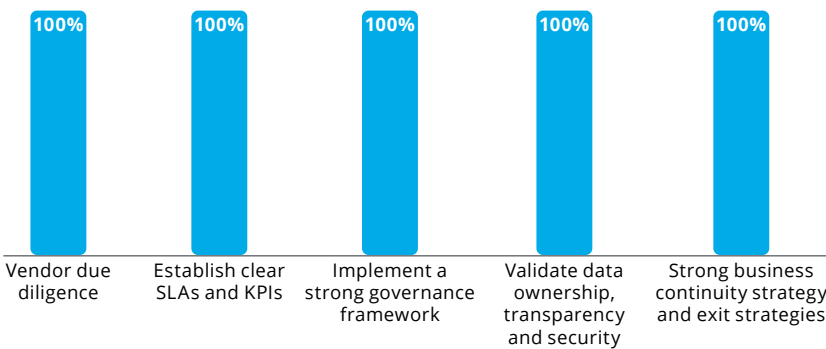 100%
100%
100%
100%
100%
Vendor due
diligence
Establish clear
SLAs and KPIs
Implement a
strong governance
framework
Validate data
ownership,
transparency
and security
Strong business
continuity strategy
and exit strategies